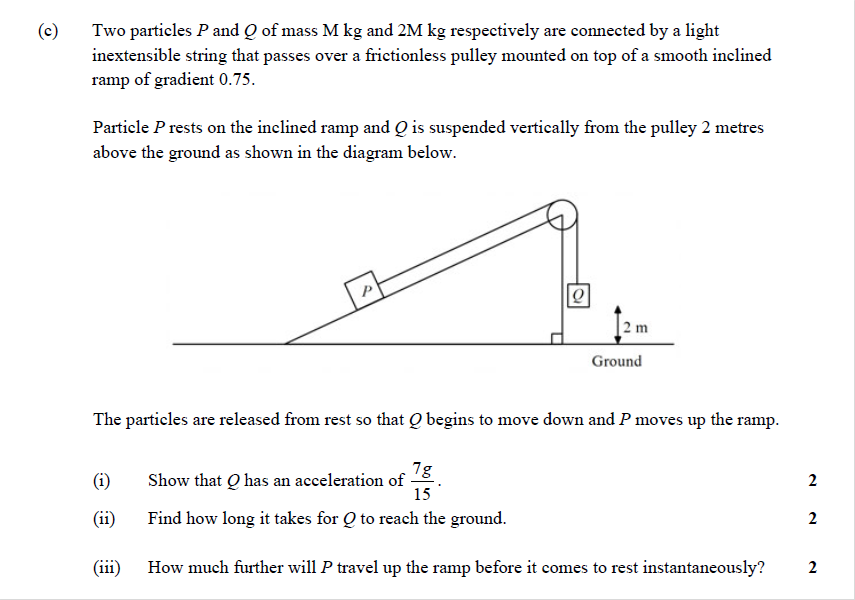 (c) Two particles P and Q of mass M kg and 2M kg respectively are connected by a light
inextensible string that passes over a frictionless pulley mounted on top of a smooth inclined
ramp of gradient 0.75.
Particle P rests on the inclined ramp and Q is suspended vertically from the pulley 2 metres
above the ground as shown in the diagram below.
P
Q
2 m
Ground
The particles are released from rest so that Q begins to move down and P moves up the ramp.
(i) Show that Q has an acceleration of 7g/15. 2
(ii) Find how long it takes for Q to reach the ground. 2
(iii) How much further will P travel up the ramp before it comes to rest instantaneously? 2